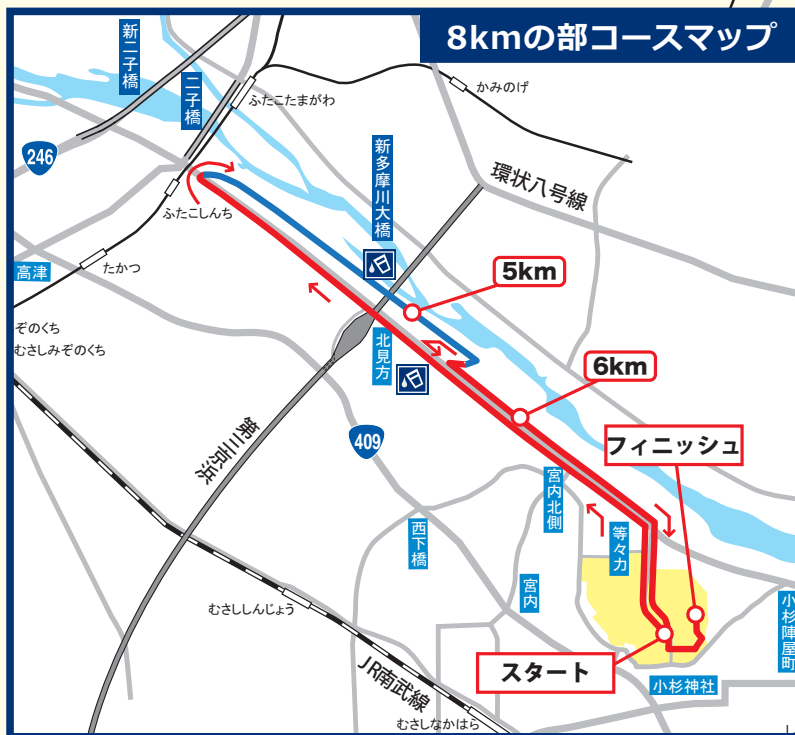 8kmの部コースマップ
新二子橋
二子橋
ふたこたまがわ
かみのげ
246
新多摩川大橋
環状八号線
ふたこしんち
たかつ
高津
5km
ぞのくち
むさしみぞのくち
北見方
6km
409
第三京浜
フィニッシュ
宮内北側
西下橋
等々力
宮内
小杉陣屋町
むさししんじょう
スタート
小杉神社
JR南武線
むさしなかはら